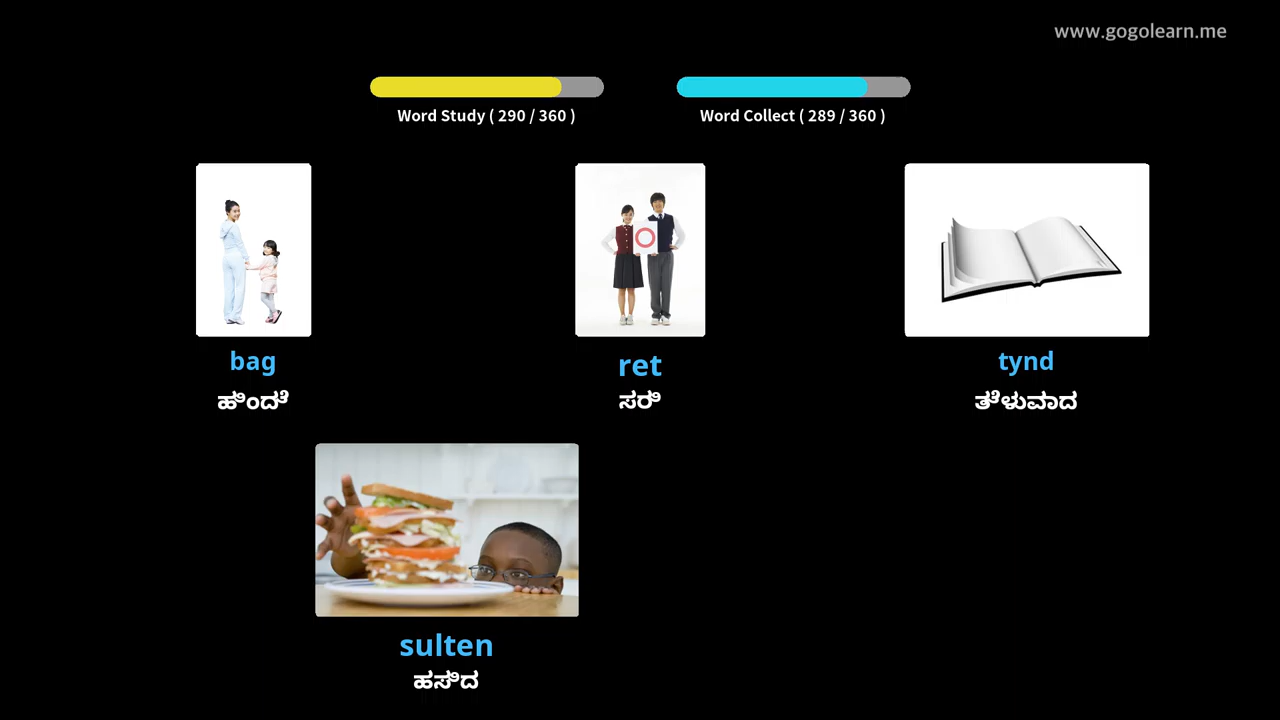 www.gogolearn.me
Word Study ( 290 / 360 )
Word Collect ( 289 / 360 )
bag
ret
tynd
ಹಿಂದೆ
ಸರಿ
ತೆಳುವಾದ
sulten
ಹಸಿದ